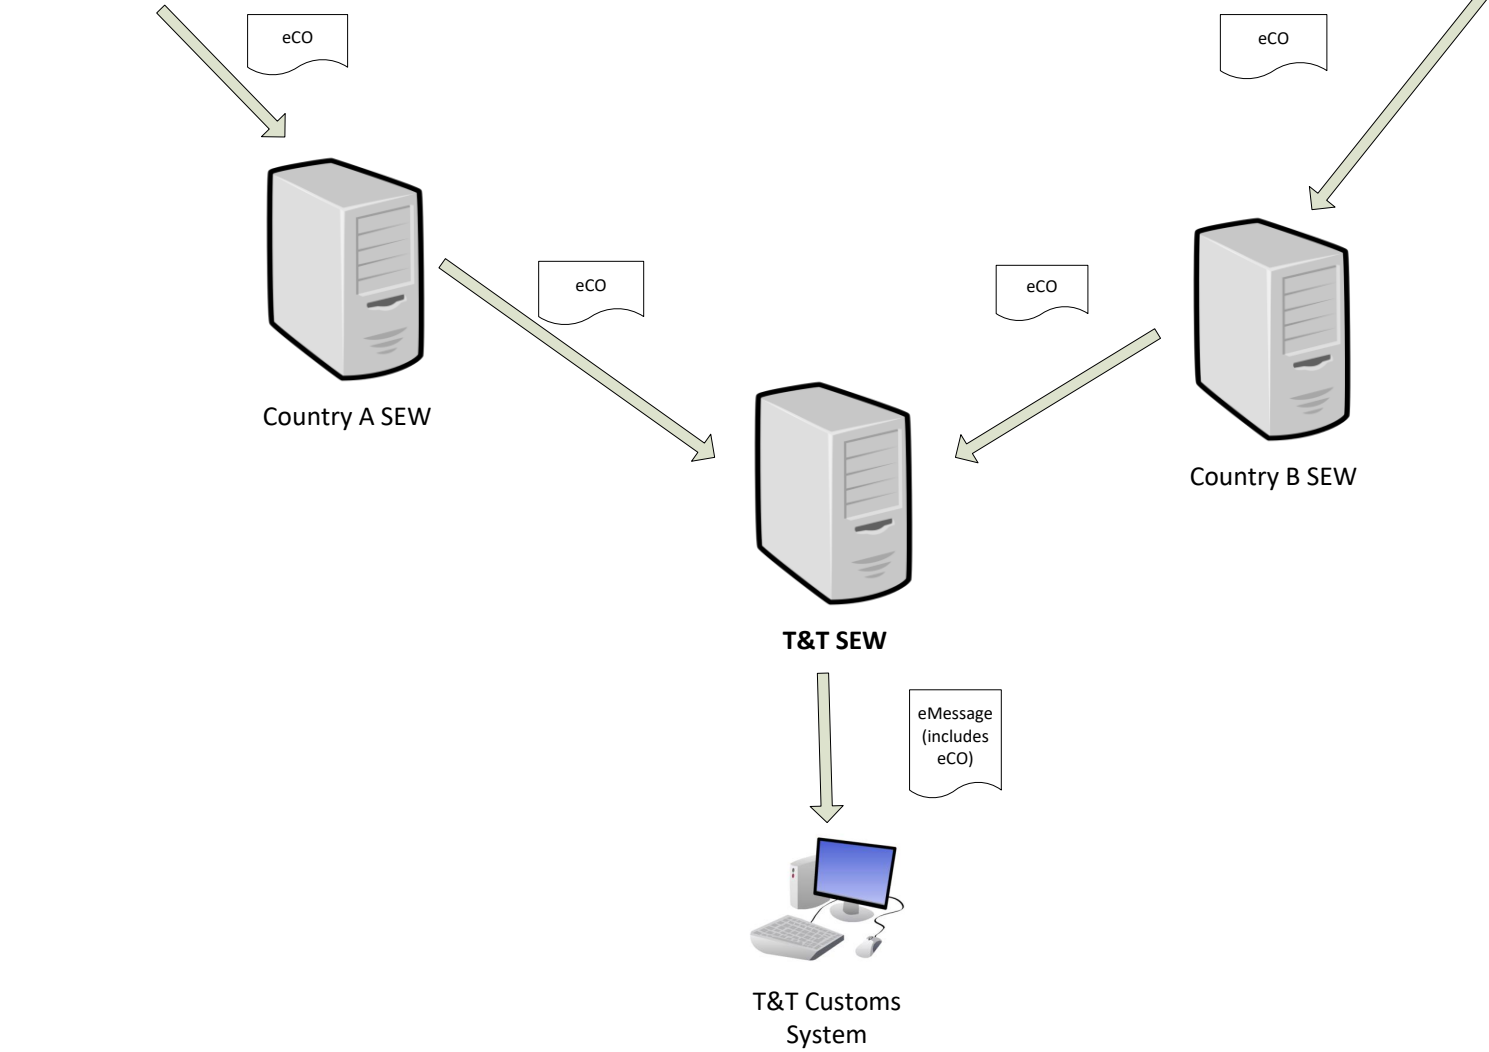 eCO
eCO
eCO
eCO
Country A SEW
Country B SEW
T&T SEW
eMessage
(includes
eCO)
T&T Customs
System